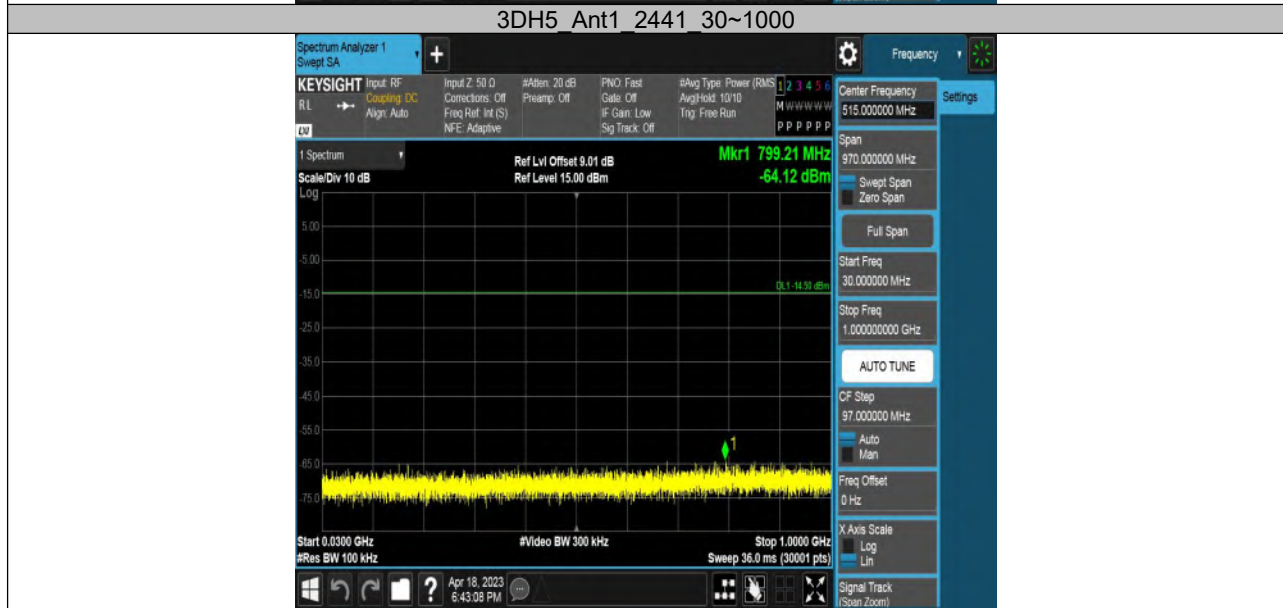 3DH5_Ant1_2441_30~1000
Spectrum Analyzer 1
Swept SA
+
Frequency
KEYSIGHT
RL
LXI
Input: RF
Coupling: DC
Align: Auto
Input Z: 50 Ω
Corrections: Off
Freq Ref: Int (S)
NFE: Adaptive
#Atten: 20 dB
Preamp: Off
PNO: Fast
Gate: Off
IF Gain: Low
Sig Track: Off
#Avg Type: Power (RMS
Avg|Hold: 10/10
Trig: Free Run
1 2 3 4 5 6
M W W W W W
P P P P P P
Center Frequency
515.000000 MHz
Settings
1 Spectrum
Scale/Div 10 dB
Ref Lvl Offset 9.01 dB
Ref Level 15.00 dBm
Mkr1 799.21 MHz
-64.12 dBm
Span
970.000000 MHz
Swept Span
Zero Span
Full Span
Start Freq
30.000000 MHz
Stop Freq
1.000000000 GHz
AUTO TUNE
CF Step
97.000000 MHz
Auto
Man
Freq Offset
0 Hz
X Axis Scale
Log
Lin
Signal Track
(Span Zoom)
Log
5.00
-5.00
-15.0
DL1 -14.50 dBm
-25.0
-35.0
-45.0
-55.0
1
-65.0
-75.0
Start 0.0300 GHz
#Res BW 100 kHz
#Video BW 300 kHz
Stop 1.0000 GHz
Sweep 36.0 ms (30001 pts)
?
Apr 18, 2023
6:43:08 PM